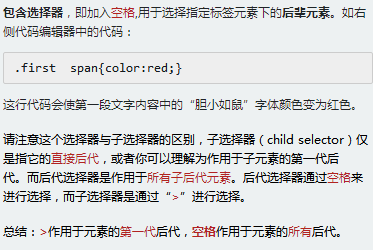 包含选择器，即加入空格,用于选择指定标签元素下的后辈元素。如右
侧代码编辑器中的代码：
.first  span{color:red;}
这行代码会使第一段文字内容中的“胆小如鼠”字体颜色变为红色。
请注意这个选择器与子选择器的区别，子选择器（child selector）仅
是指它的直接后代，或者你可以理解为作用于子元素的第一代后
代。而后代选择器是作用于所有子后代元素。后代选择器通过空格来
进行选择，而子选择器是通过“>”进行选择。
总结：>作用于元素的第一代后代，空格作用于元素的所有后代。